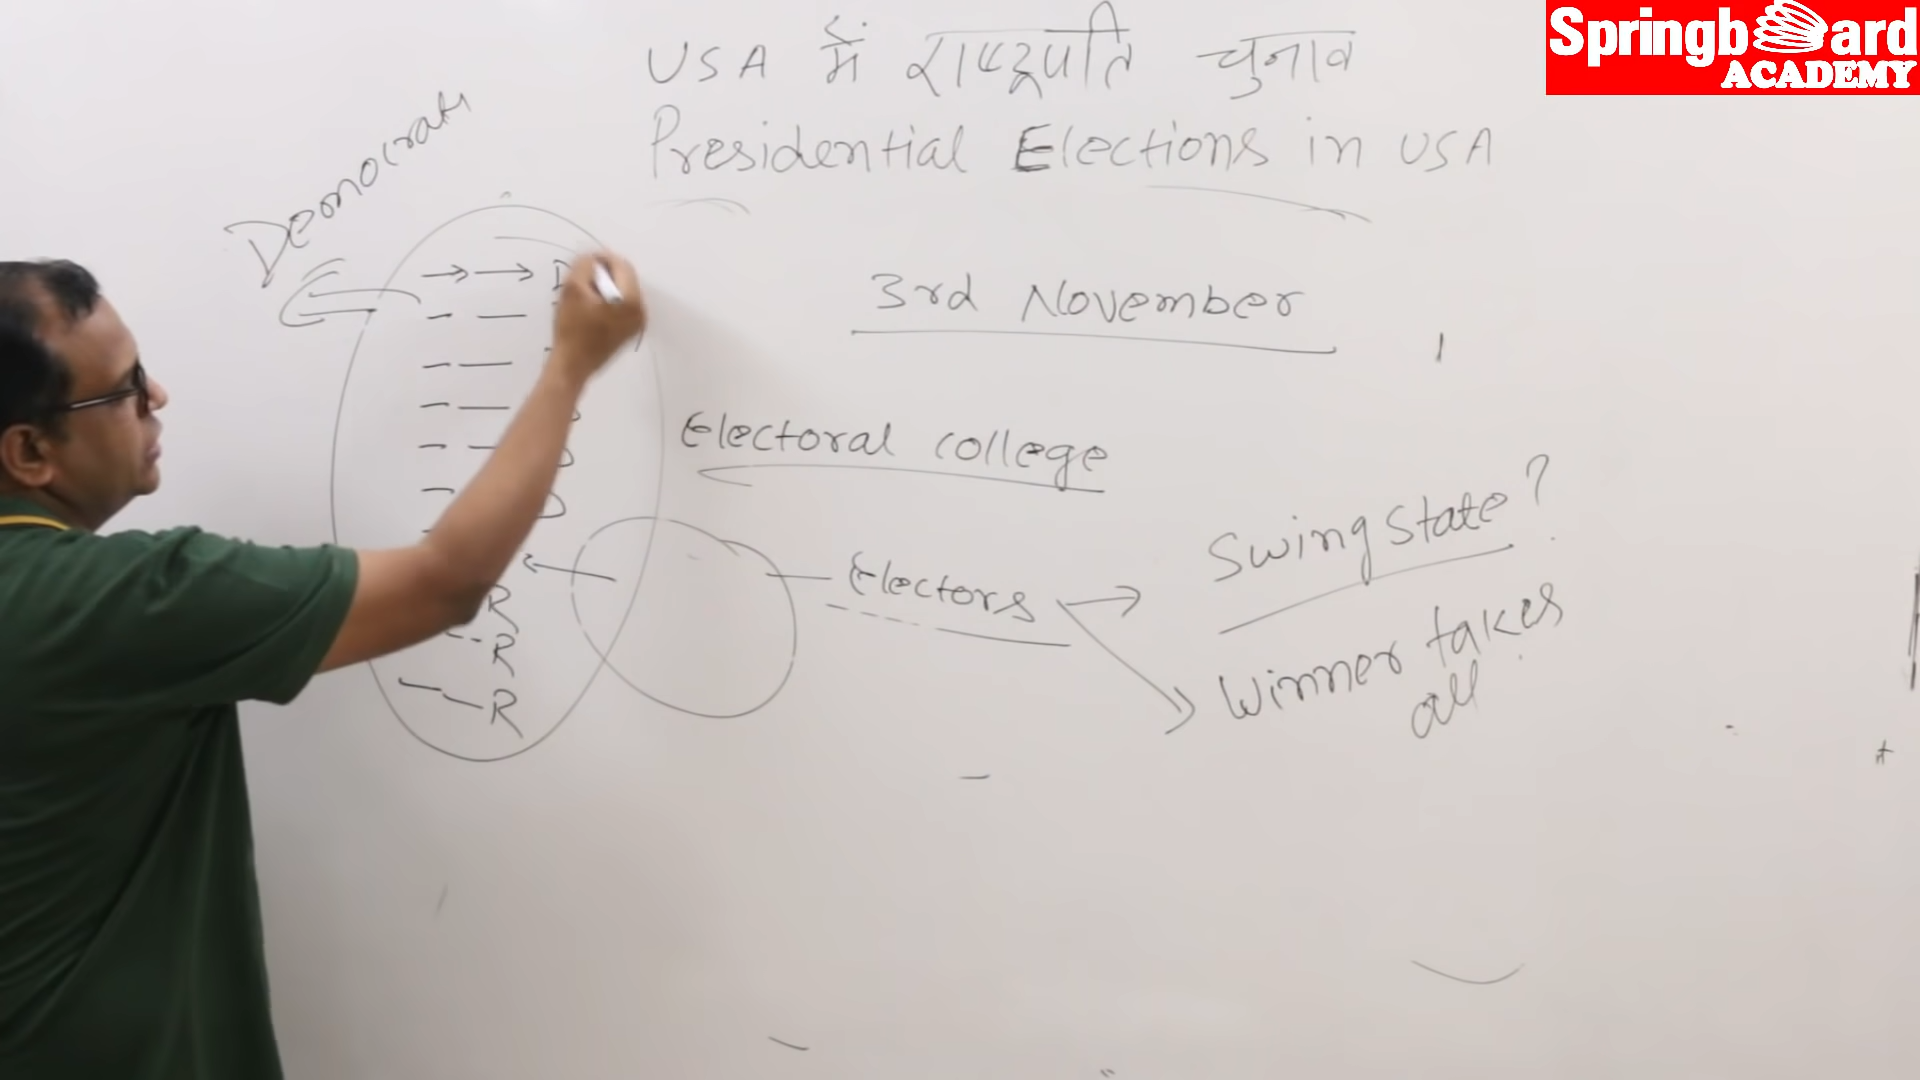 Springboard
ACADEMY
USA में राष्ट्रपति चुनाव
Presidential Elections in USA
Democrats
3rd November
Electoral college
Electors
Swing State?
Winner takes
all
D
D
D
R
R
R